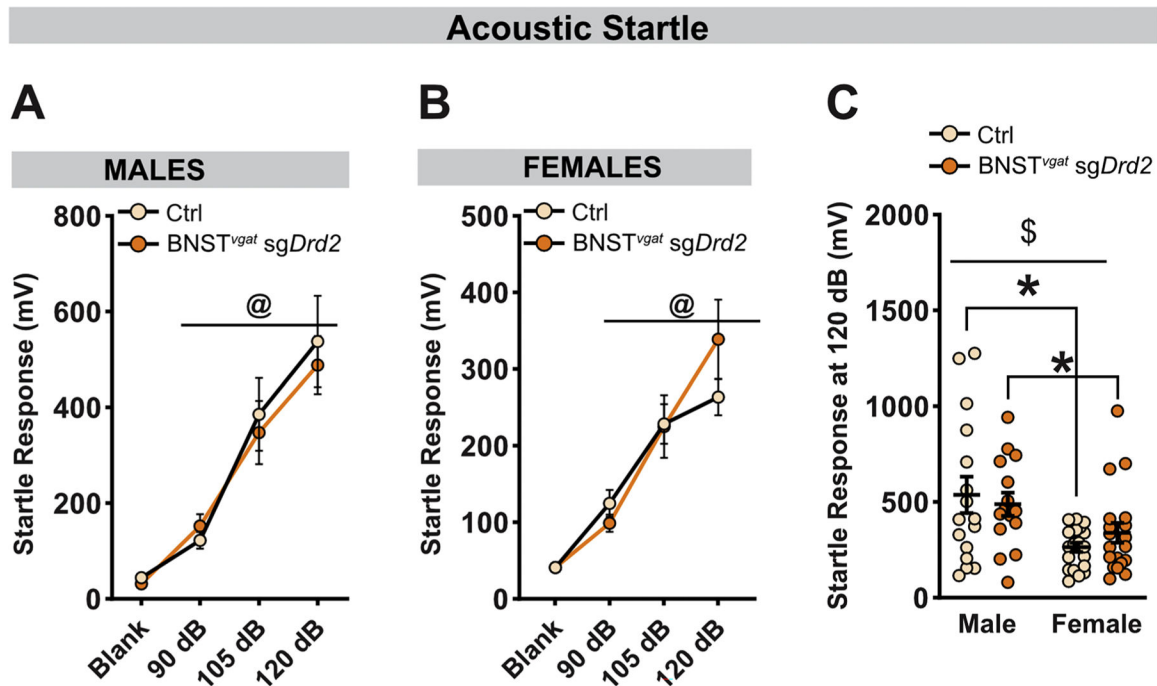 Acoustic Startle
A
MALES
Ctrl
BNSTvgat sgDrd2
Startle Response (mV)
800
600
400
200
0
@
Blank
90 dB
105 dB
120 dB
B
FEMALES
Ctrl
BNSTvgat sgDrd2
Startle Response (mV)
500
400
300
200
100
0
@
Blank
90 dB
105 dB
120 dB
C
Ctrl
BNSTvgat sgDrd2
Startle Response at 120 dB (mV)
2000
1500
1000
500
0
$
*
*
Male
Female